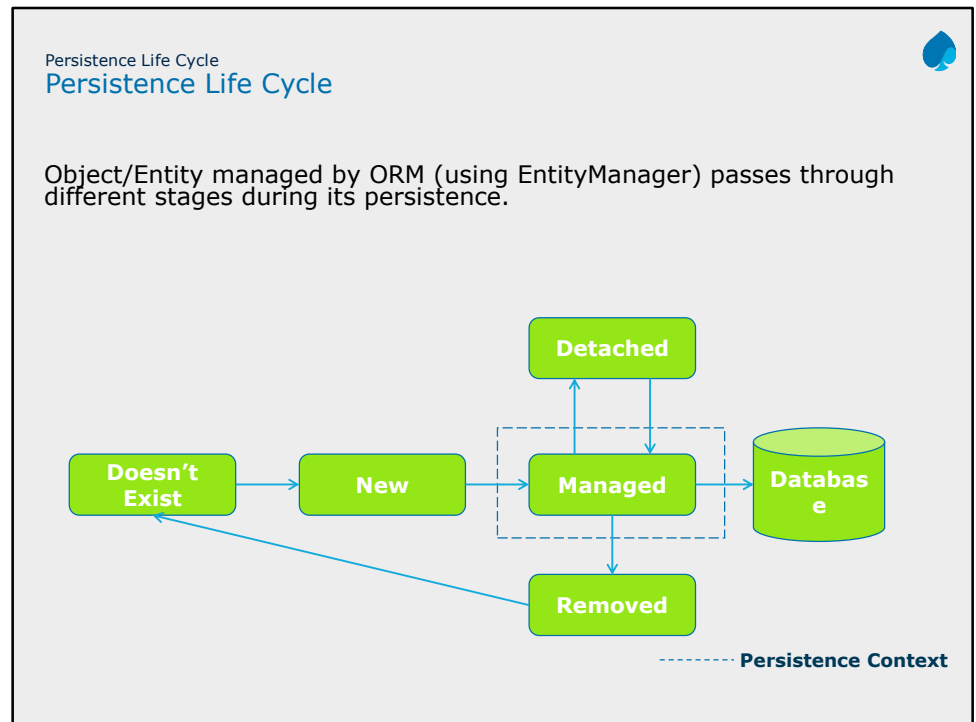 Persistence Life Cycle
Persistence Life Cycle
Object/Entity managed by ORM (using EntityManager) passes through
different stages during its persistence.
Detached
Doesn't
Exist
New
Managed
Databas
e
Removed
Persistence Context